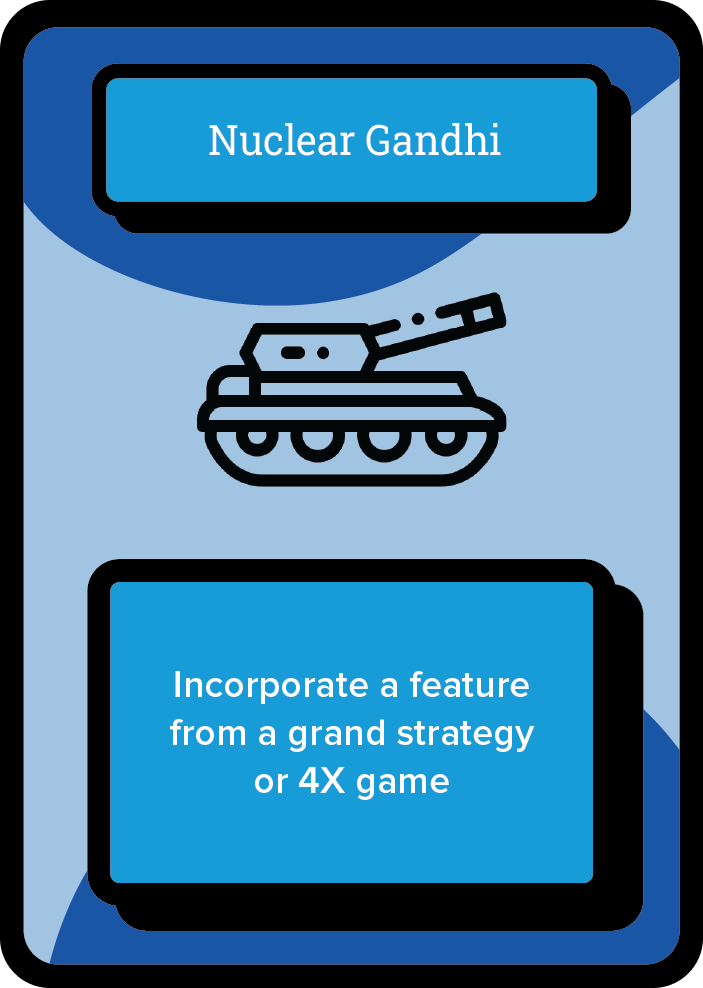 Nuclear Gandhi
Incorporate a feature
from a grand strategy
or 4X game